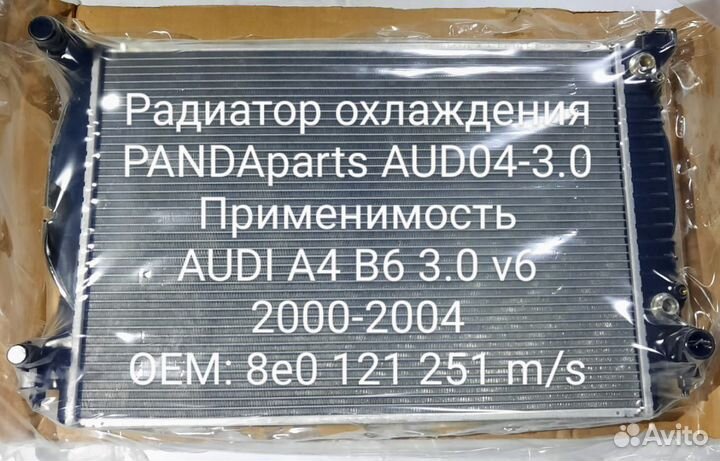 Радиатор охлаждения
PANDAparts AUD04-3.0
Применимость
AUDI A4 B6 3.0 v6
2000-2004
OEM: 8e0 121 251 m/s
Avito